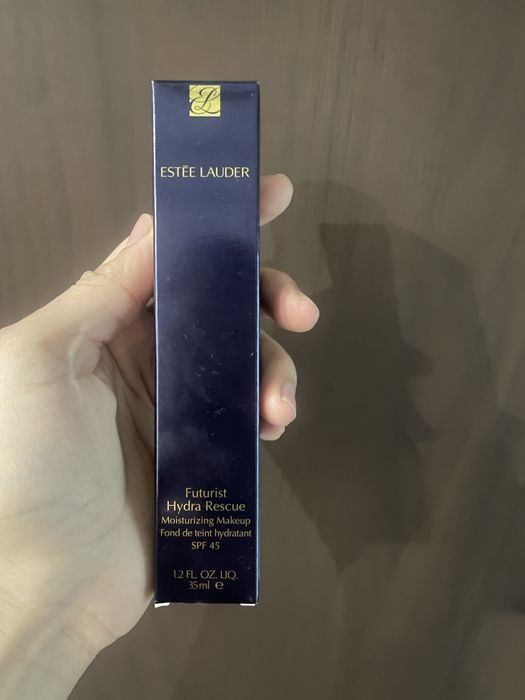 ESTĒE LAUDER
Futurist
Hydra Rescue
Moisturizing Makeup
Fond de teint hydratant
SPF 45
1.2 FL. OZ. LIQ.
35ml ℮